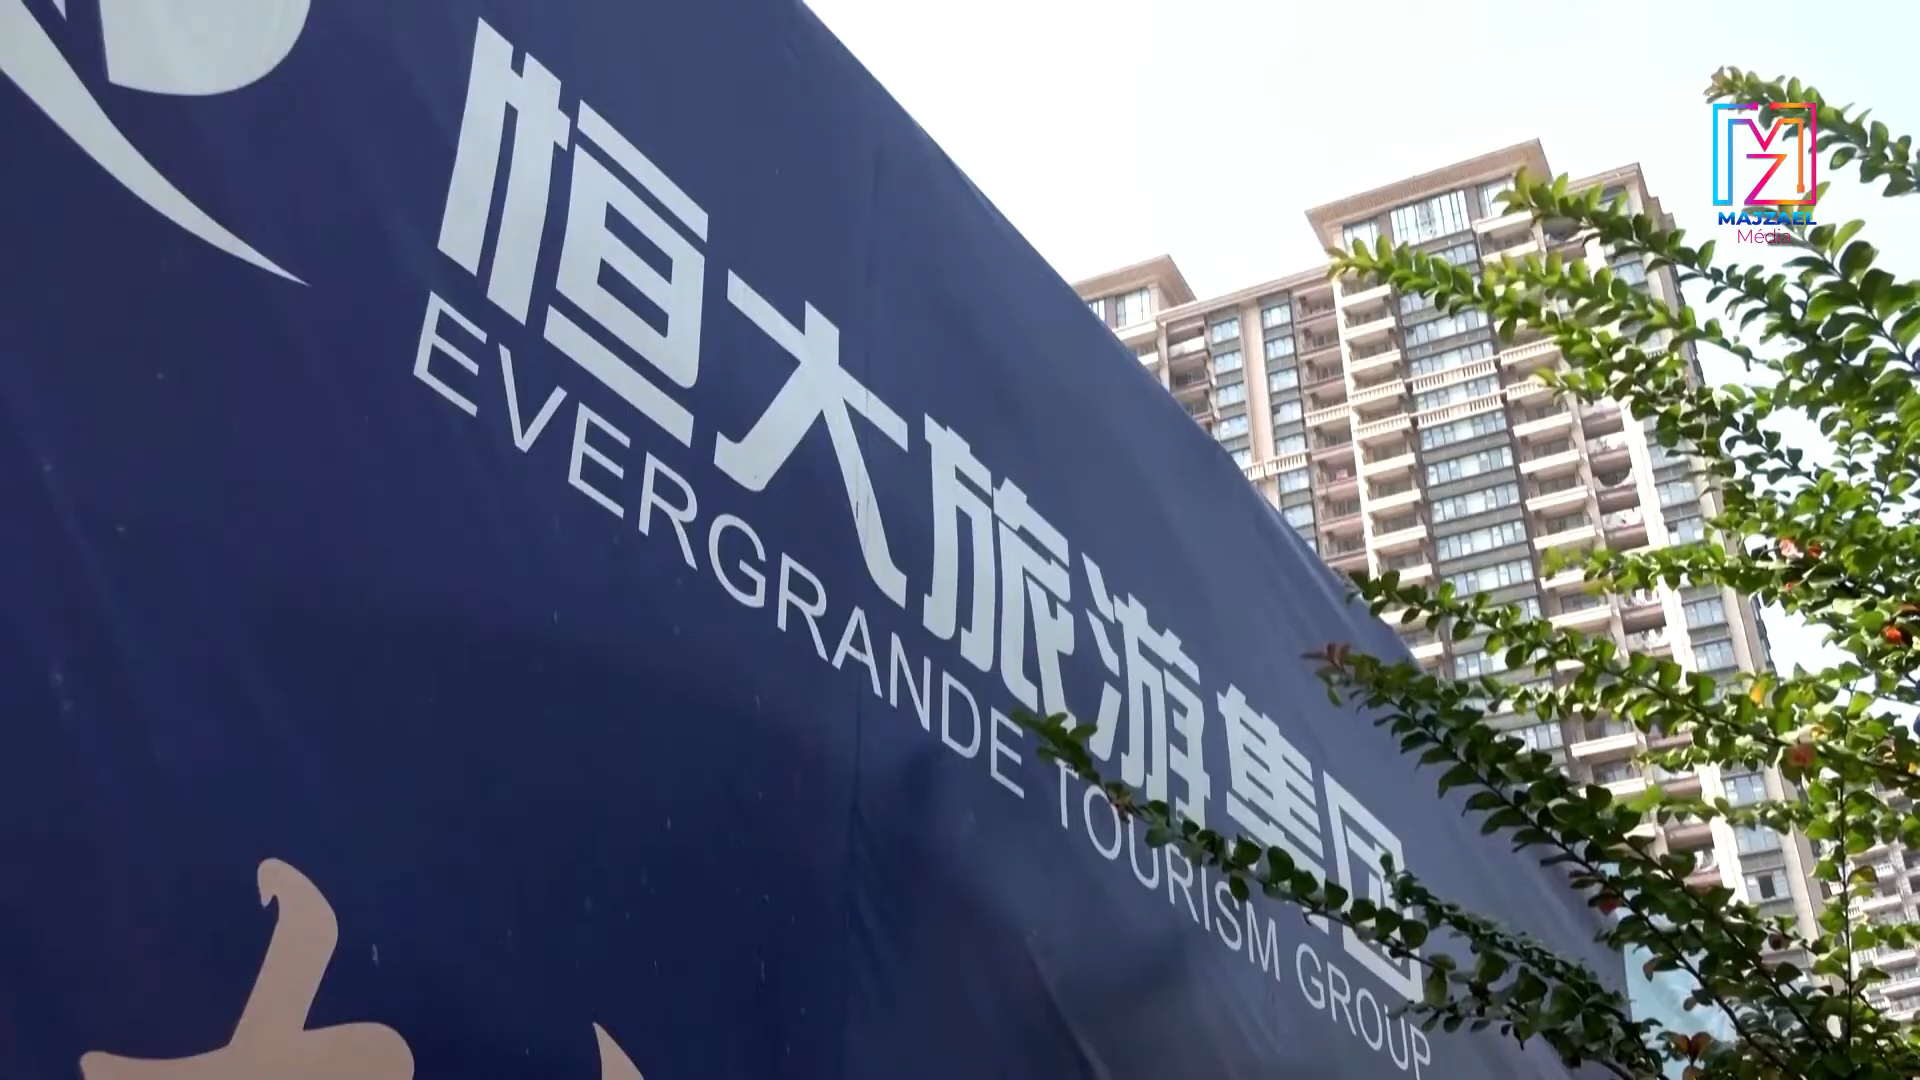 恒大旅游集团
EVERGRANDE TOURISM GROUP
MAJZAEL
Média